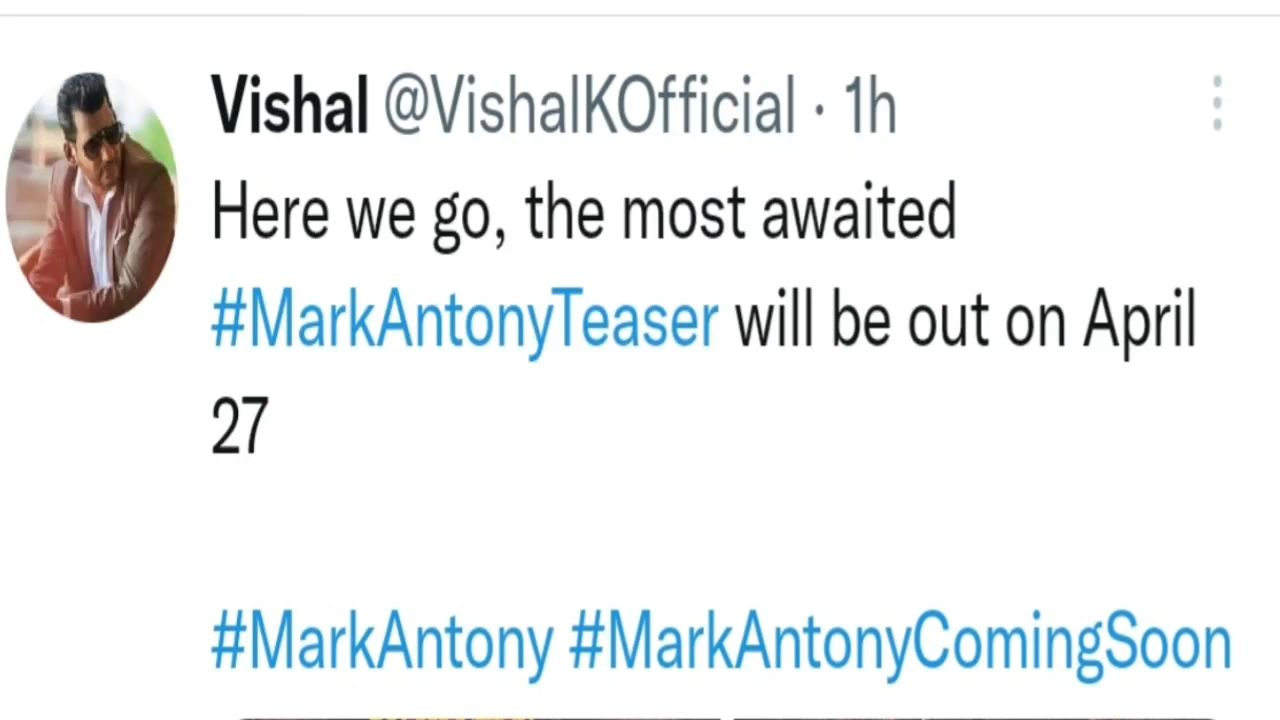 Vishal @VishalKOfficial · 1h
Here we go, the most awaited
#MarkAntonyTeaser will be out on April
27
#MarkAntony #MarkAntonyComingSoon